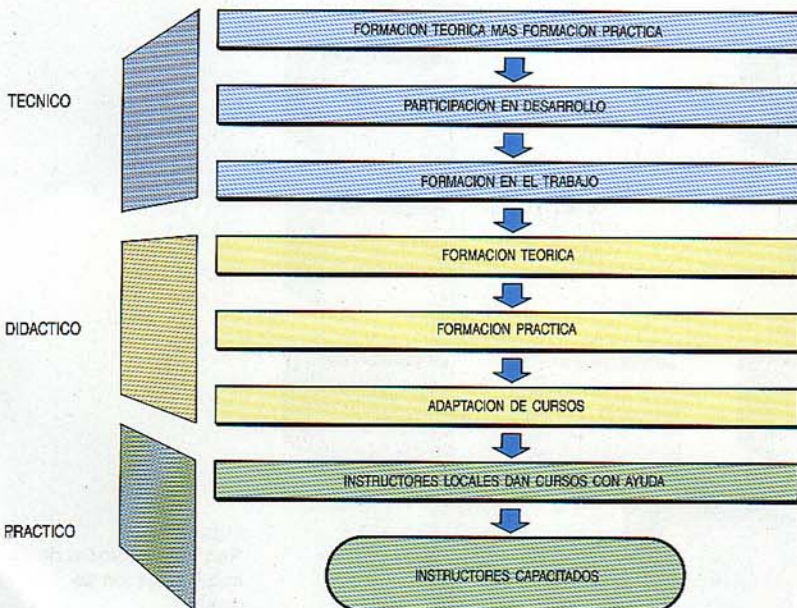 FORMACION TEORICA MAS FORMACION PRACTICA
TECNICO
PARTICIPACION EN DESARROLLO
FORMACION EN EL TRABAJO
FORMACION TEORICA
DIDACTICO
FORMACION PRACTICA
ADAPTACION DE CURSOS
INSTRUCTORES LOCALES DAN CURSOS CON AYUDA
PRACTICO
INSTRUCTORES CAPACITADOS